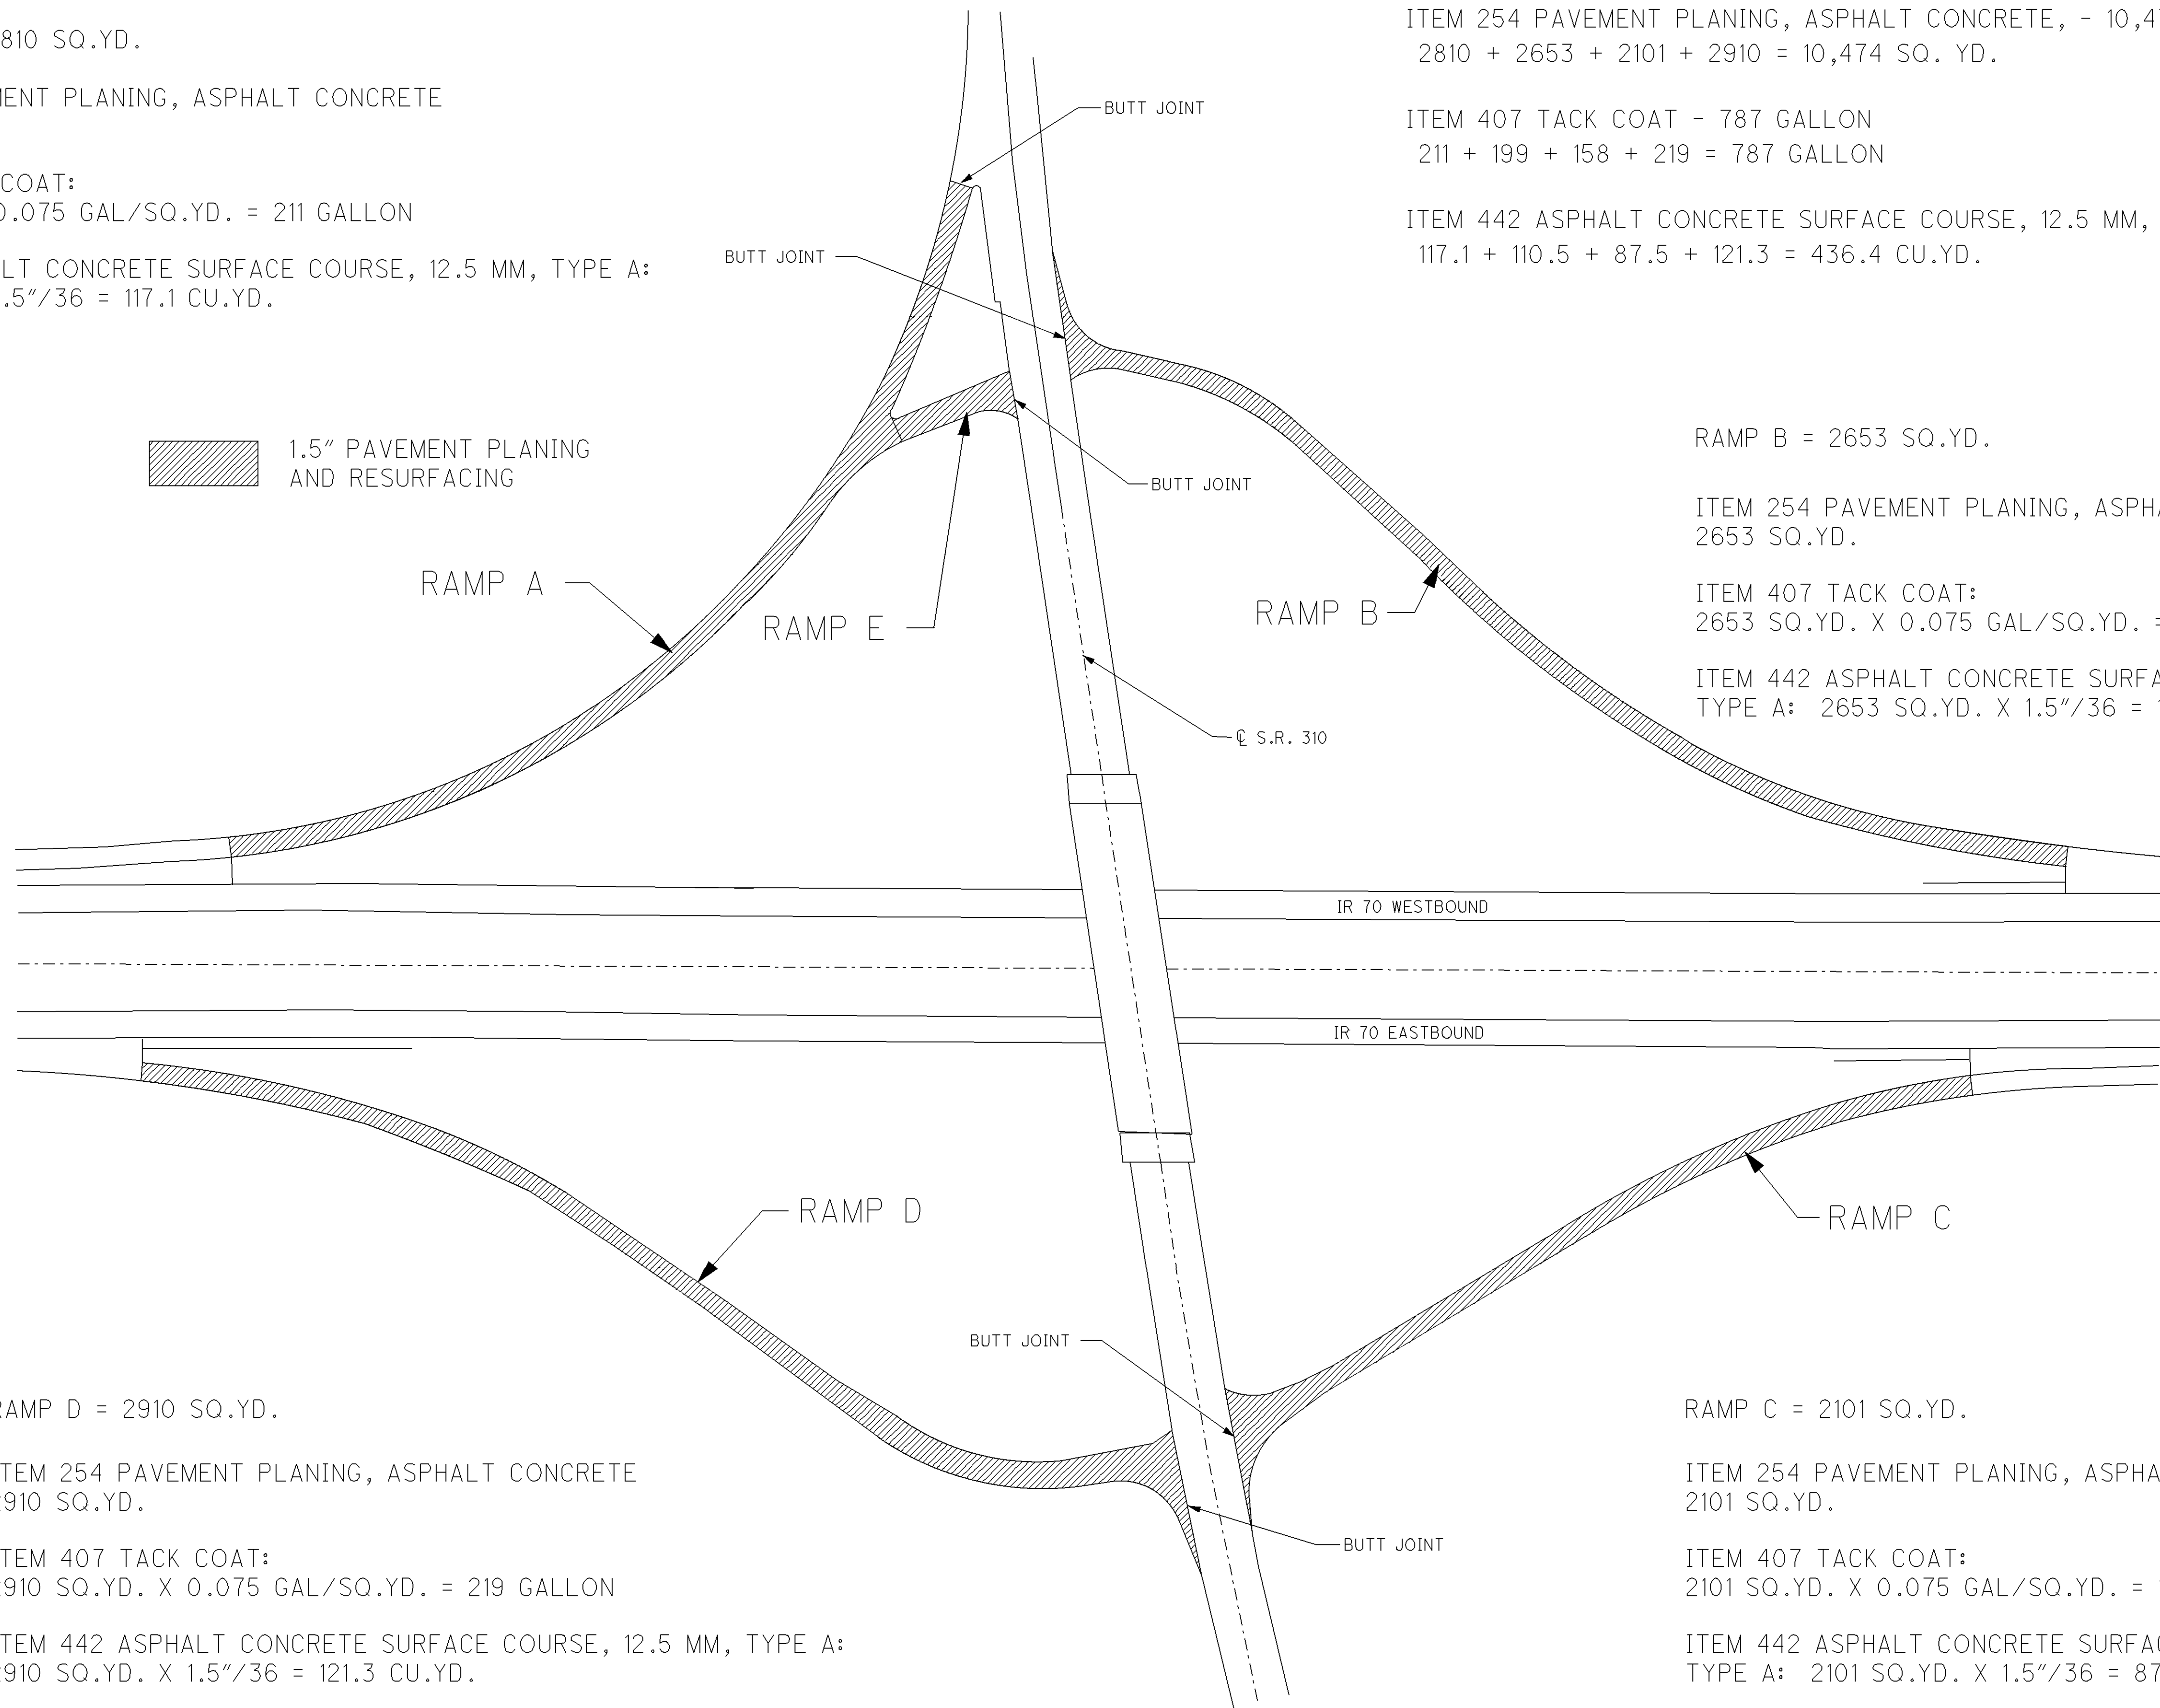 810 SQ.YD.
MENT PLANING, ASPHALT CONCRETE
COAT:
0.075 GAL/SQ.YD. = 211 GALLON
LT CONCRETE SURFACE COURSE, 12.5 MM, TYPE A:
.5"/36 = 117.1 CU.YD.
ITEM 254 PAVEMENT PLANING, ASPHALT CONCRETE, - 10,4
2810 + 2653 + 2101 + 2910 = 10,474 SQ. YD.
ITEM 407 TACK COAT - 787 GALLON
211 + 199 + 158 + 219 = 787 GALLON
ITEM 442 ASPHALT CONCRETE SURFACE COURSE, 12.5 MM,
117.1 + 110.5 + 87.5 + 121.3 = 436.4 CU.YD.
BUTT JOINT
BUTT JOINT
1.5" PAVEMENT PLANING
AND RESURFACING
BUTT JOINT
RAMP A
RAMP E
RAMP B
RAMP B = 2653 SQ.YD.
ITEM 254 PAVEMENT PLANING, ASPHA
2653 SQ.YD.
ITEM 407 TACK COAT:
2653 SQ.YD. X 0.075 GAL/SQ.YD. =
ITEM 442 ASPHALT CONCRETE SURFA
TYPE A: 2653 SQ.YD. X 1.5"/36 = 1
℄ S.R. 310
IR 70 WESTBOUND
IR 70 EASTBOUND
RAMP D
RAMP C
BUTT JOINT
BUTT JOINT
RAMP D = 2910 SQ.YD.
ITEM 254 PAVEMENT PLANING, ASPHALT CONCRETE
2910 SQ.YD.
ITEM 407 TACK COAT:
2910 SQ.YD. X 0.075 GAL/SQ.YD. = 219 GALLON
ITEM 442 ASPHALT CONCRETE SURFACE COURSE, 12.5 MM, TYPE A:
2910 SQ.YD. X 1.5"/36 = 121.3 CU.YD.
RAMP C = 2101 SQ.YD.
ITEM 254 PAVEMENT PLANING, ASPHA
2101 SQ.YD.
ITEM 407 TACK COAT:
2101 SQ.YD. X 0.075 GAL/SQ.YD. =
ITEM 442 ASPHALT CONCRETE SURFAC
TYPE A: 2101 SQ.YD. X 1.5"/36 = 87